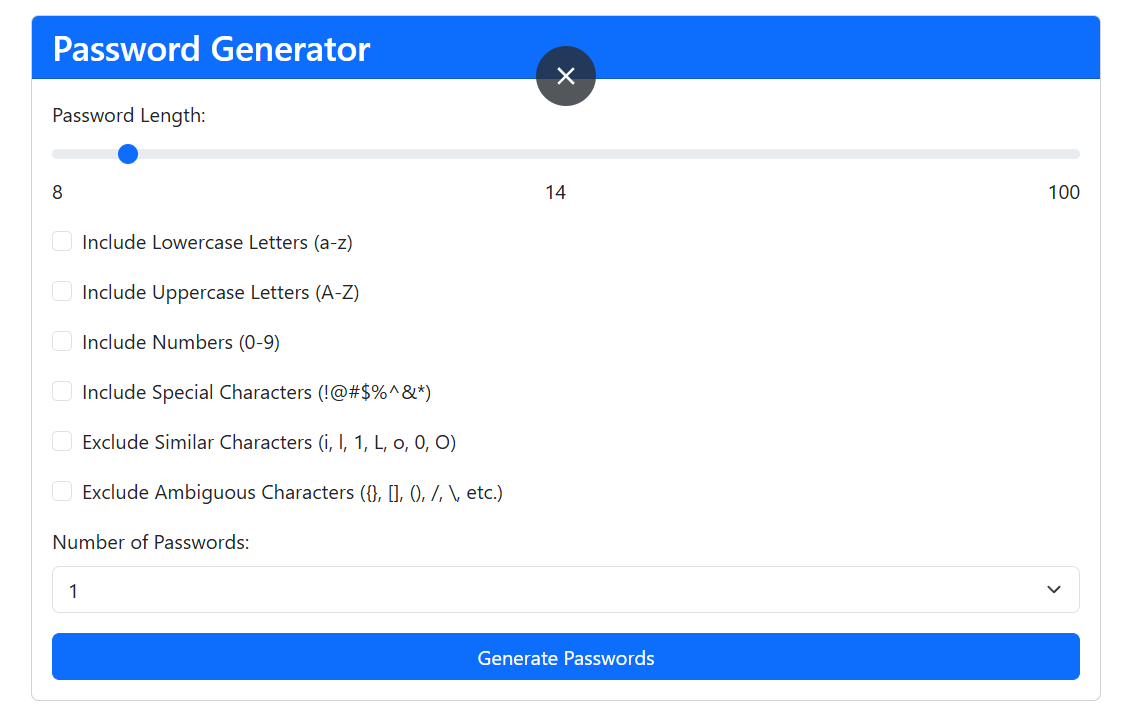 Password Generator
Password Length:
8 14 100
Include Lowercase Letters (a-z)
Include Uppercase Letters (A-Z)
Include Numbers (0-9)
Include Special Characters (!@#$%^&*)
Exclude Similar Characters (i, l, 1, L, o, 0, O)
Exclude Ambiguous Characters ({}, [], (), /, \, etc.)
Number of Passwords:
1
Generate Passwords